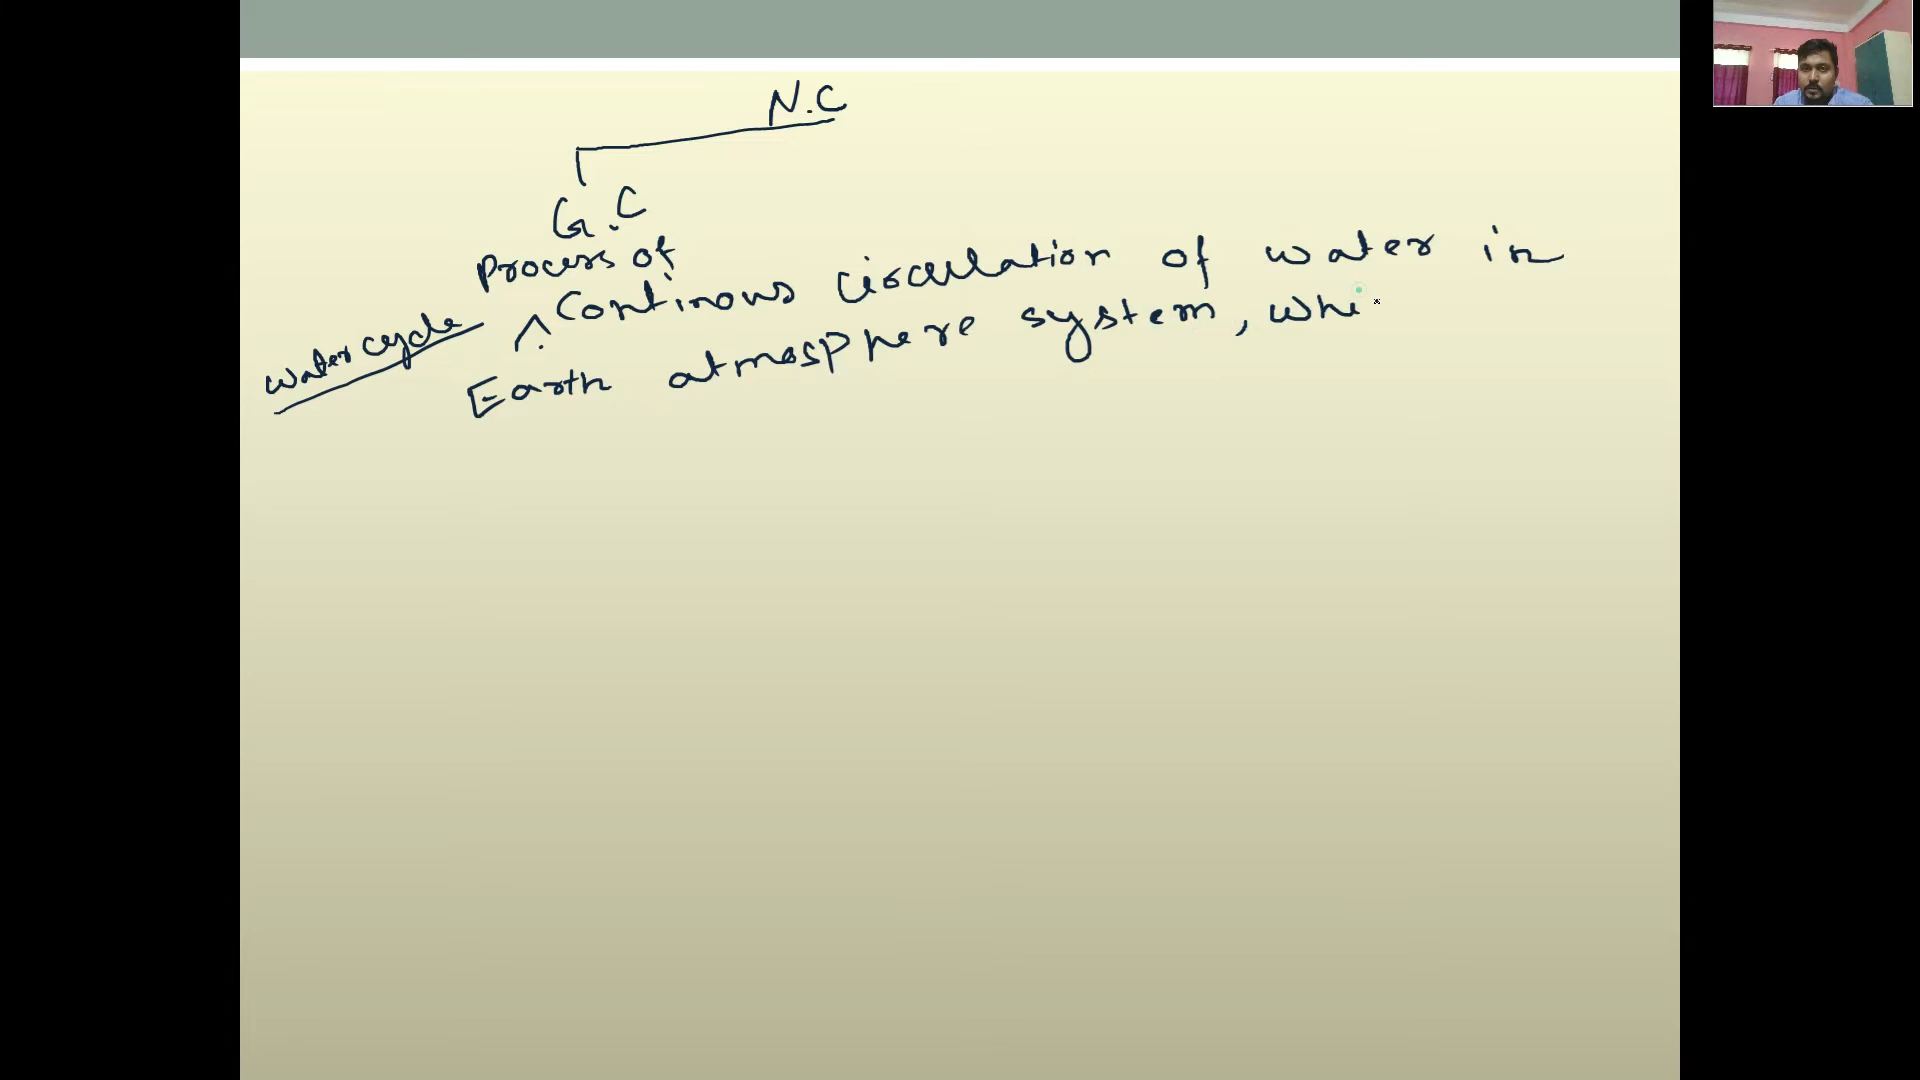 N.C
G.C
Process of
water cycle ^ Continous circulation of water in
Earth atmosphere system, whi